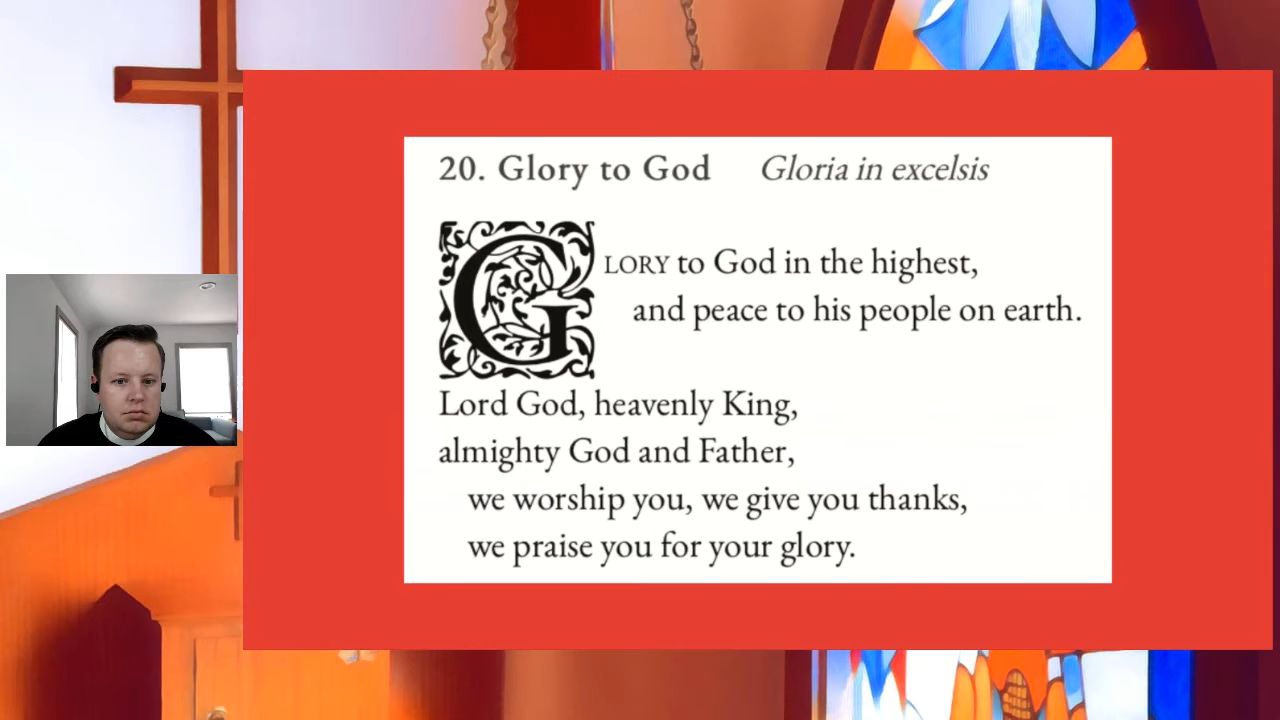 20. Glory to God Gloria in excelsis
GLORY to God in the highest,
and peace to his people on earth.
Lord God, heavenly King,
almighty God and Father,
we worship you, we give you thanks,
we praise you for your glory.